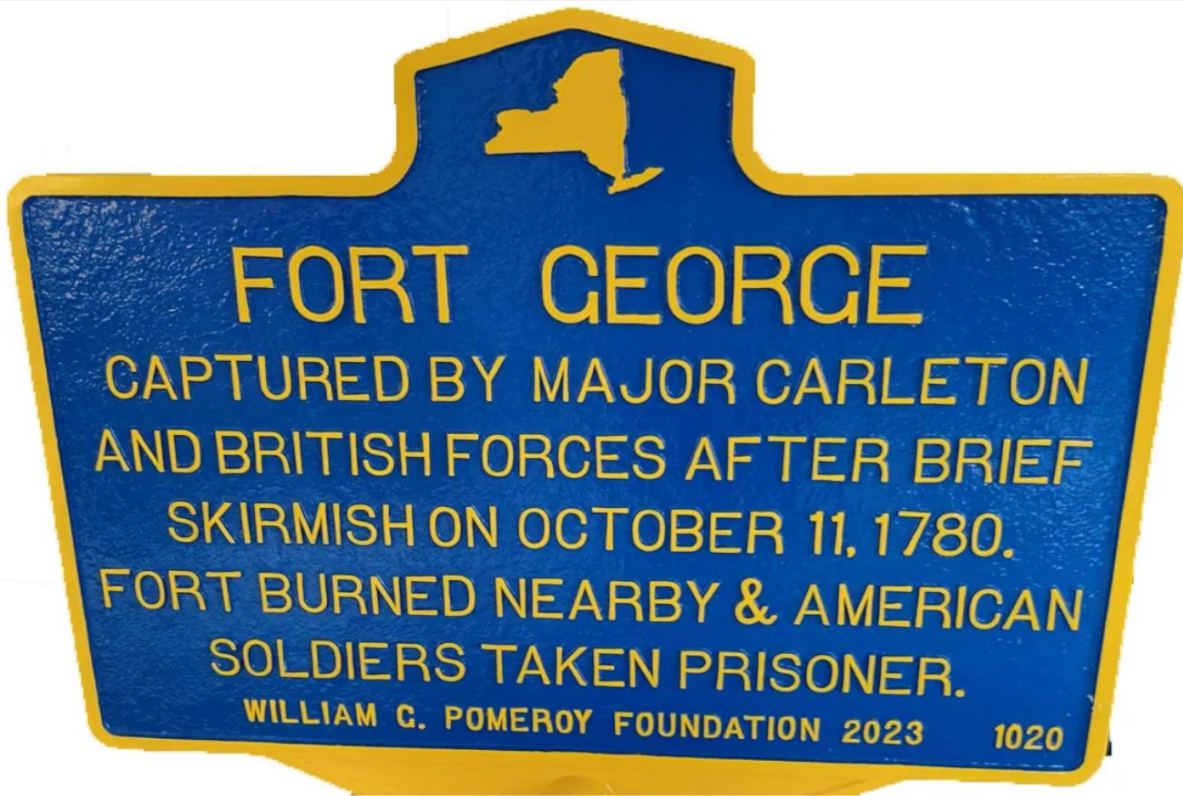 FORT GEORGE
CAPTURED BY MAJOR CARLETON
AND BRITISH FORCES AFTER BRIEF
SKIRMISH ON OCTOBER 11, 1780.
FORT BURNED NEARBY & AMERICAN
SOLDIERS TAKEN PRISONER.
WILLIAM G. POMEROY FOUNDATION 2023 1020